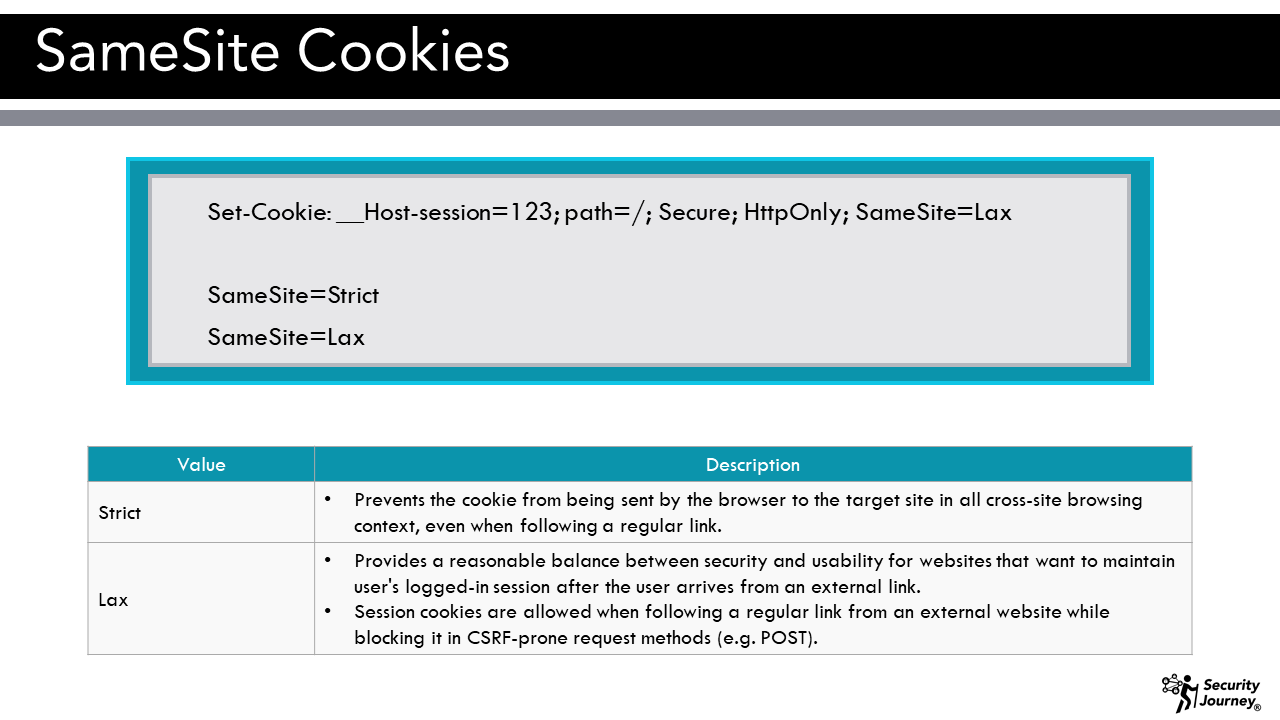 SameSite Cookies
Set-Cookie: __Host-session=123; path=/; Secure; HttpOnly; SameSite=Lax
SameSite=Strict
SameSite=Lax
Value
Description
Strict
• Prevents the cookie from being sent by the browser to the target site in all cross-site browsing
context, even when following a regular link.
Lax
• Provides a reasonable balance between security and usability for websites that want to maintain
user's logged-in session after the user arrives from an external link.
• Session cookies are allowed when following a regular link from an external website while
blocking it in CSRF-prone request methods (e.g. POST).
Security
Journey®